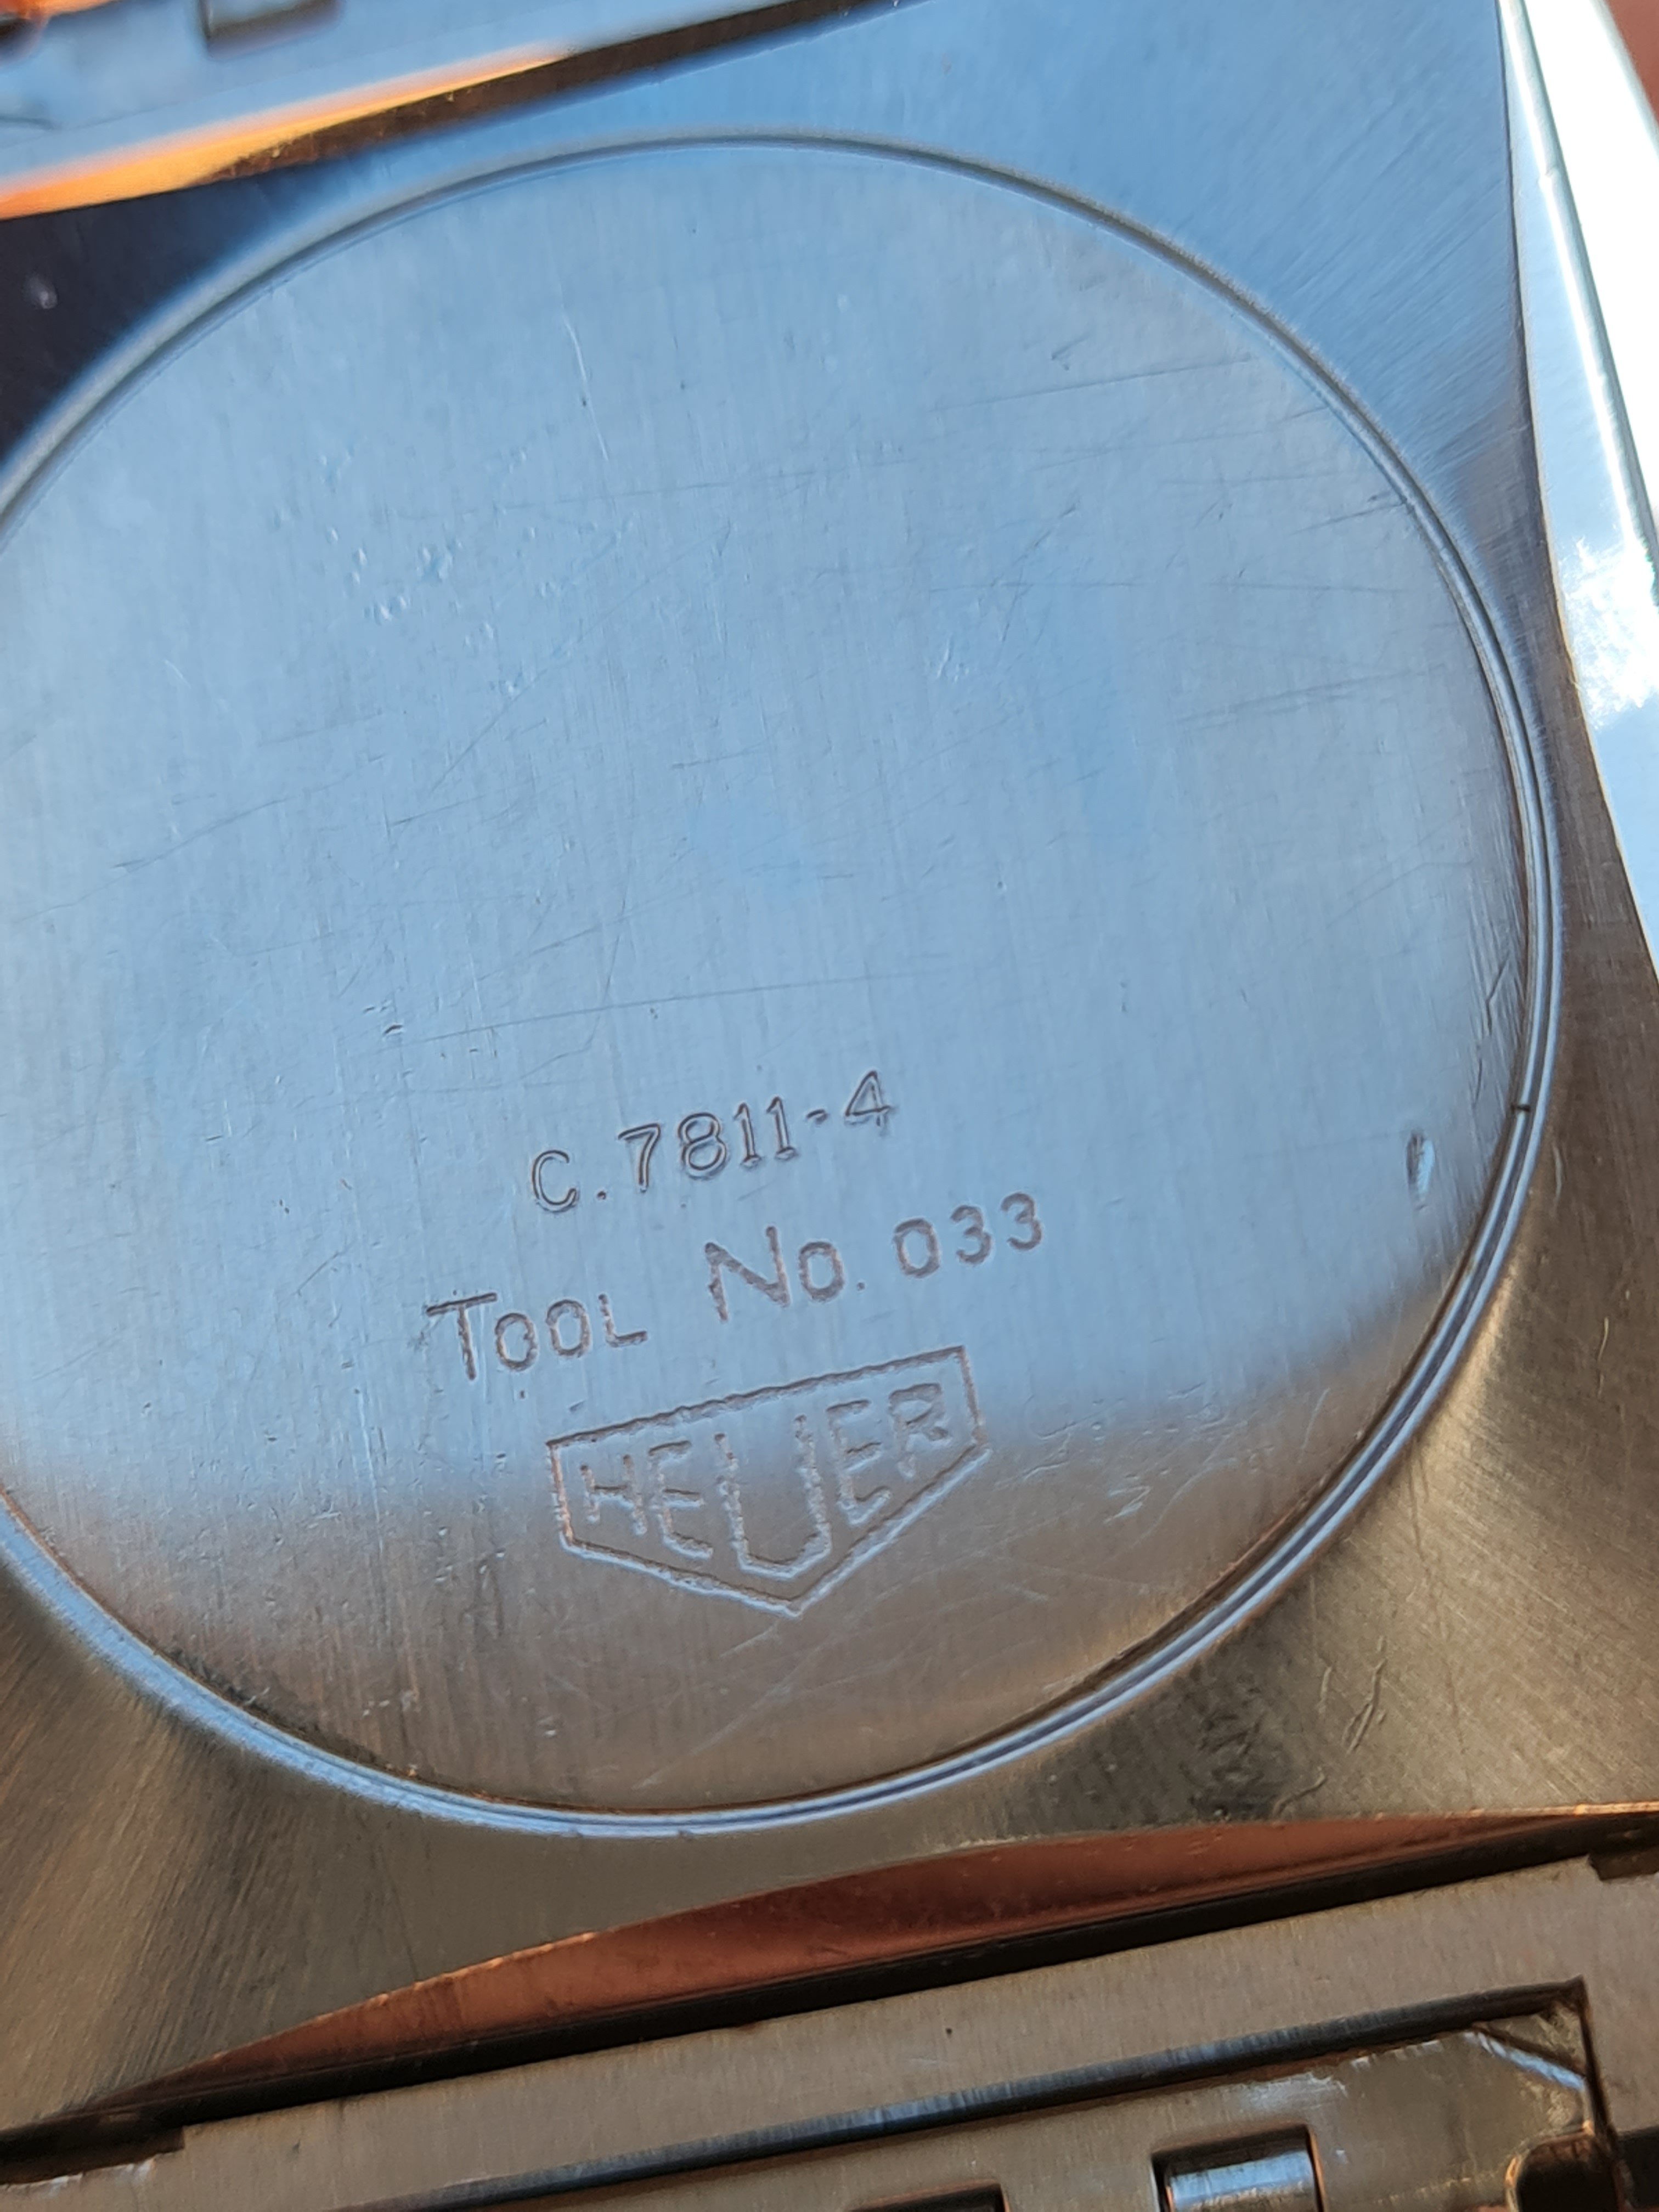 C.7811-4
TOOL NO. 033
HEUER